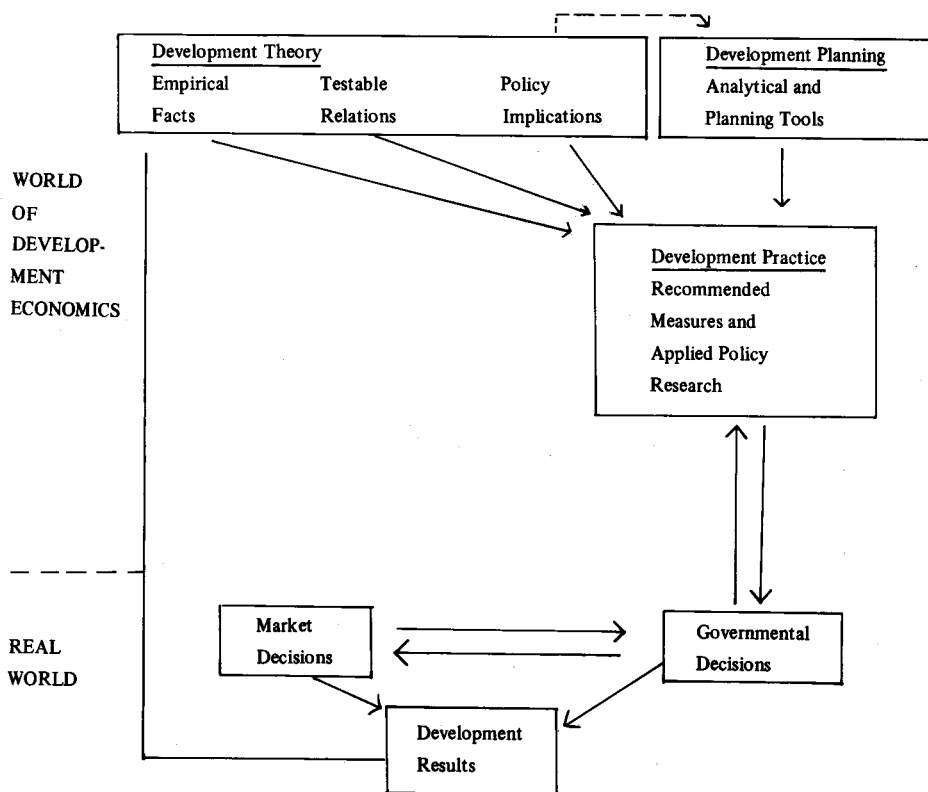 Development Theory
Empirical Testable Policy
Facts Relations Implications
Development Planning
Analytical and
Planning Tools
WORLD
OF
DEVELOP-
MENT
ECONOMICS
Development Practice
Recommended
Measures and
Applied Policy
Research
REAL
WORLD
Market
Decisions
Governmental
Decisions
Development
Results